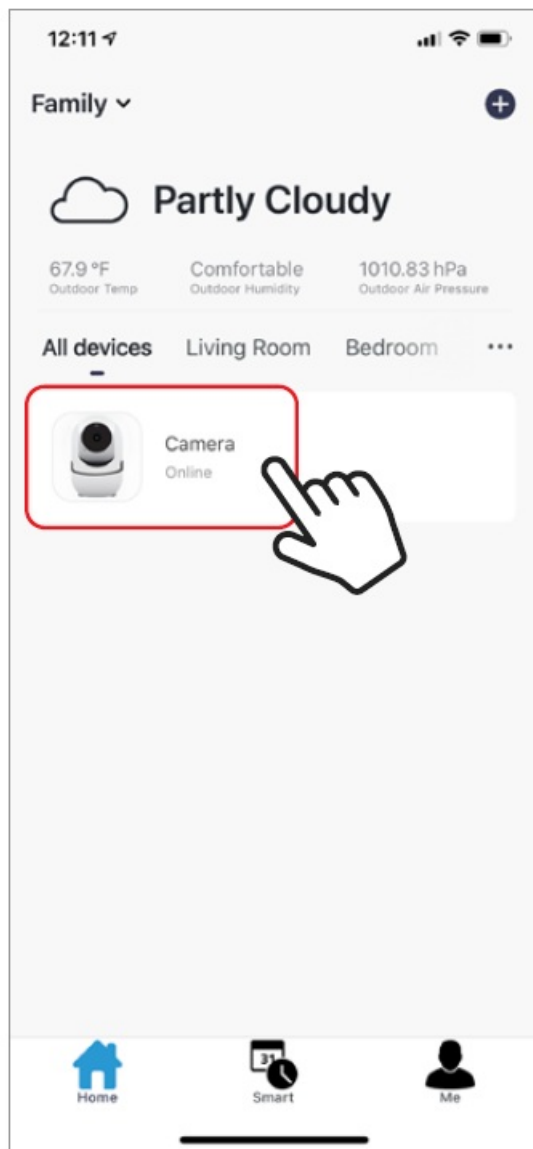 12:11
Family
Partly Cloudy
67.9 °F Comfortable 1010.83 hPa
Outdoor Temp Outdoor Humidity Outdoor Air Pressure
All devices Living Room Bedroom ...
Camera
Online
31
Home Smart Me